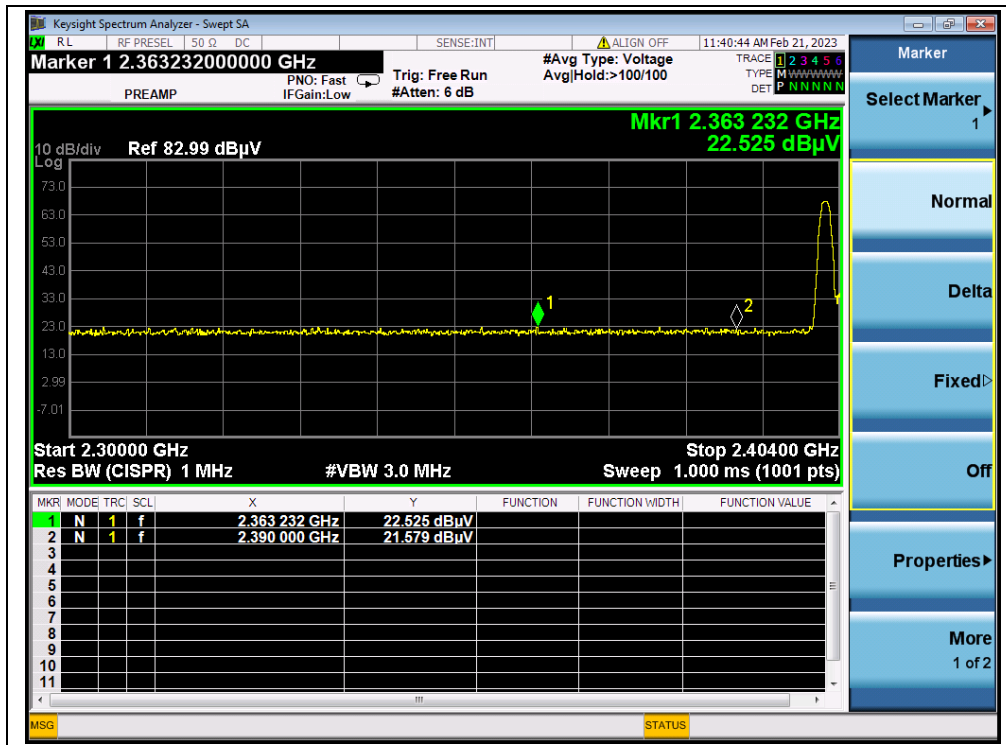 Keysight Spectrum Analyzer - Swept SA
LXI RL RF PRESEL 50 Ω DC SENSE:INT ALIGN OFF 11:40:44 AM Feb 21, 2023
Marker 1 2.363232000000 GHz
PREAMP
PNO: Fast
IFGain:Low
Trig: Free Run
#Atten: 6 dB
#Avg Type: Voltage
Avg|Hold:>100/100
TRACE 1 2 3 4 5 6
TYPE M W W W W W
DET P N N N N N
Mkr1 2.363 232 GHz
22.525 dBµV
10 dB/div Ref 82.99 dBµV
Log
73.0
63.0
53.0
43.0
33.0
23.0
13.0
2.99
-7.01
1
2
Start 2.30000 GHz Stop 2.40400 GHz
Res BW (CISPR) 1 MHz #VBW 3.0 MHz Sweep 1.000 ms (1001 pts)
MKR MODE TRC SCL X Y FUNCTION FUNCTION WIDTH FUNCTION VALUE
1 N 1 f 2.363 232 GHz 22.525 dBµV
2 N 1 f 2.390 000 GHz 21.579 dBµV
3
4
5
6
7
8
9
10
11
MSG STATUS
Marker
Select Marker
1
Normal
Delta
Fixed
Off
Properties
More
1 of 2